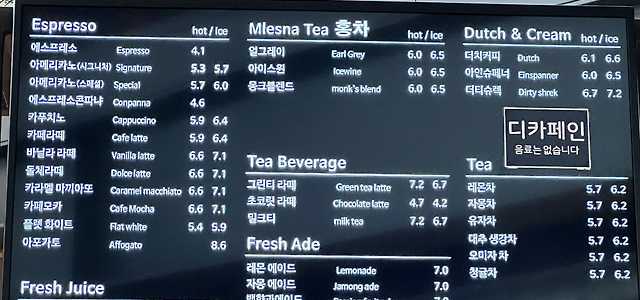 Espresso hot / ice
에스프레소 Espresso 4.1
아메리카노(시그니처) Signature 5.3 5.7
아메리카노(스페셜) Special 5.7 6.0
에스프레소콘파냐 Conpanna 4.6
카푸치노 Cappuccino 5.9 6.4
카페라떼 Cafe latte 5.9 6.4
바닐라 라떼 Vanilla latte 6.6 7.1
돌체라떼 Dolce latte 6.6 7.1
카라멜 마끼아또 Caramel macchiato 6.6 7.1
카페모카 Cafe Mocha 6.6 7.1
플랫 화이트 Flat white 5.4 5.9
아포가토 Affogato 8.6
Fresh Juice
Mlesna Tea 홍차 hot / ice
얼그레이 Earl Grey 6.0 6.5
아이스윈 Icewine 6.0 6.5
몽크블렌드 monk's blend 6.0 6.5
Tea Beverage
그린티 라떼 Green tea latte 7.2 6.7
초코릿 라떼 Chocolate latte 4.7 4.2
밀크티 milk tea 7.2 6.7
Fresh Ade
레몬 에이드 Lemonade 7.0
자몽 에이드 Jamong ade 7.0
7.0
Dutch & Cream hot / ice
더치커피 Dutch 6.1 6.6
아인슈페너 Einspanner 6.0 6.5
더티슈렉 Dirty shrek 6.7 7.2
디카페인
음료는 없습니다
Tea
레몬차 5.7 6.2
자몽차 5.7 6.2
유자차 5.7 6.2
대추 생강차 5.7 6.2
오미자 차 5.7 6.2
청귤차 5.7 6.2